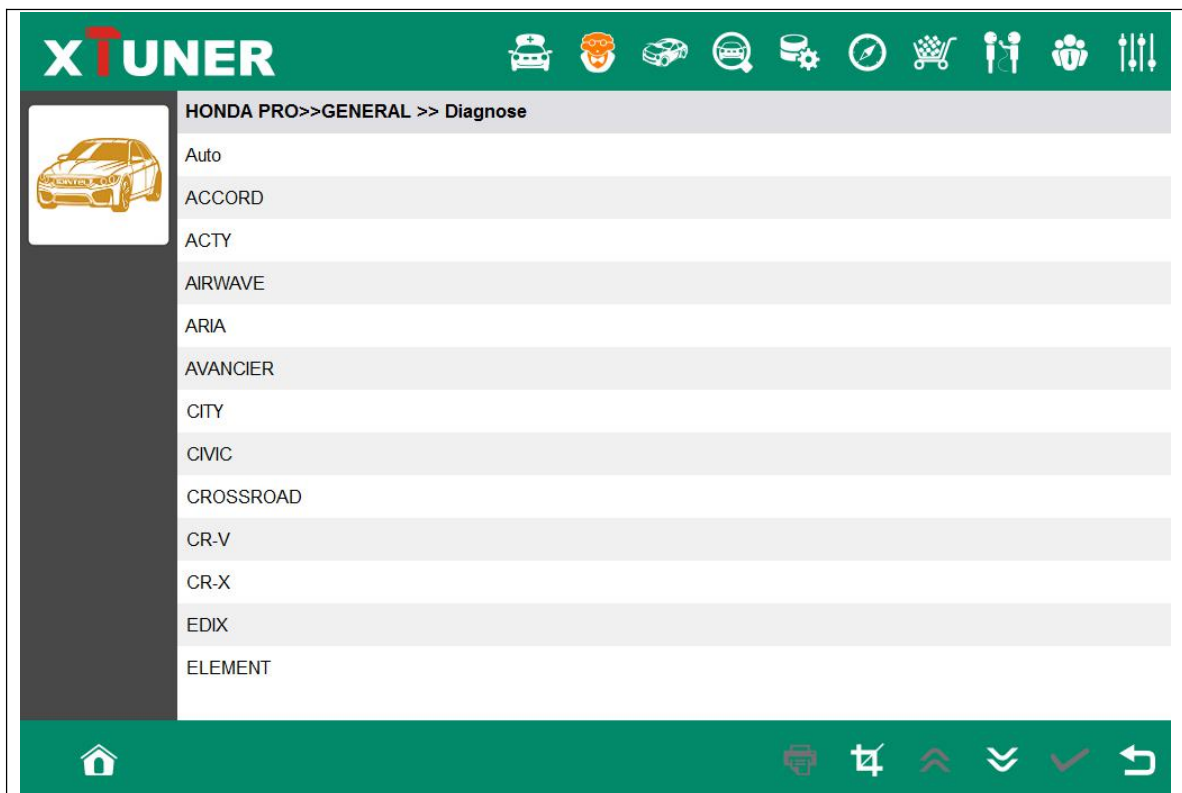 XTUNER
HONDA PRO>>GENERAL >> Diagnose
Auto
ACCORD
ACTY
AIRWAVE
ARIA
AVANCIER
CITY
CIVIC
CROSSROAD
CR-V
CR-X
EDIX
ELEMENT